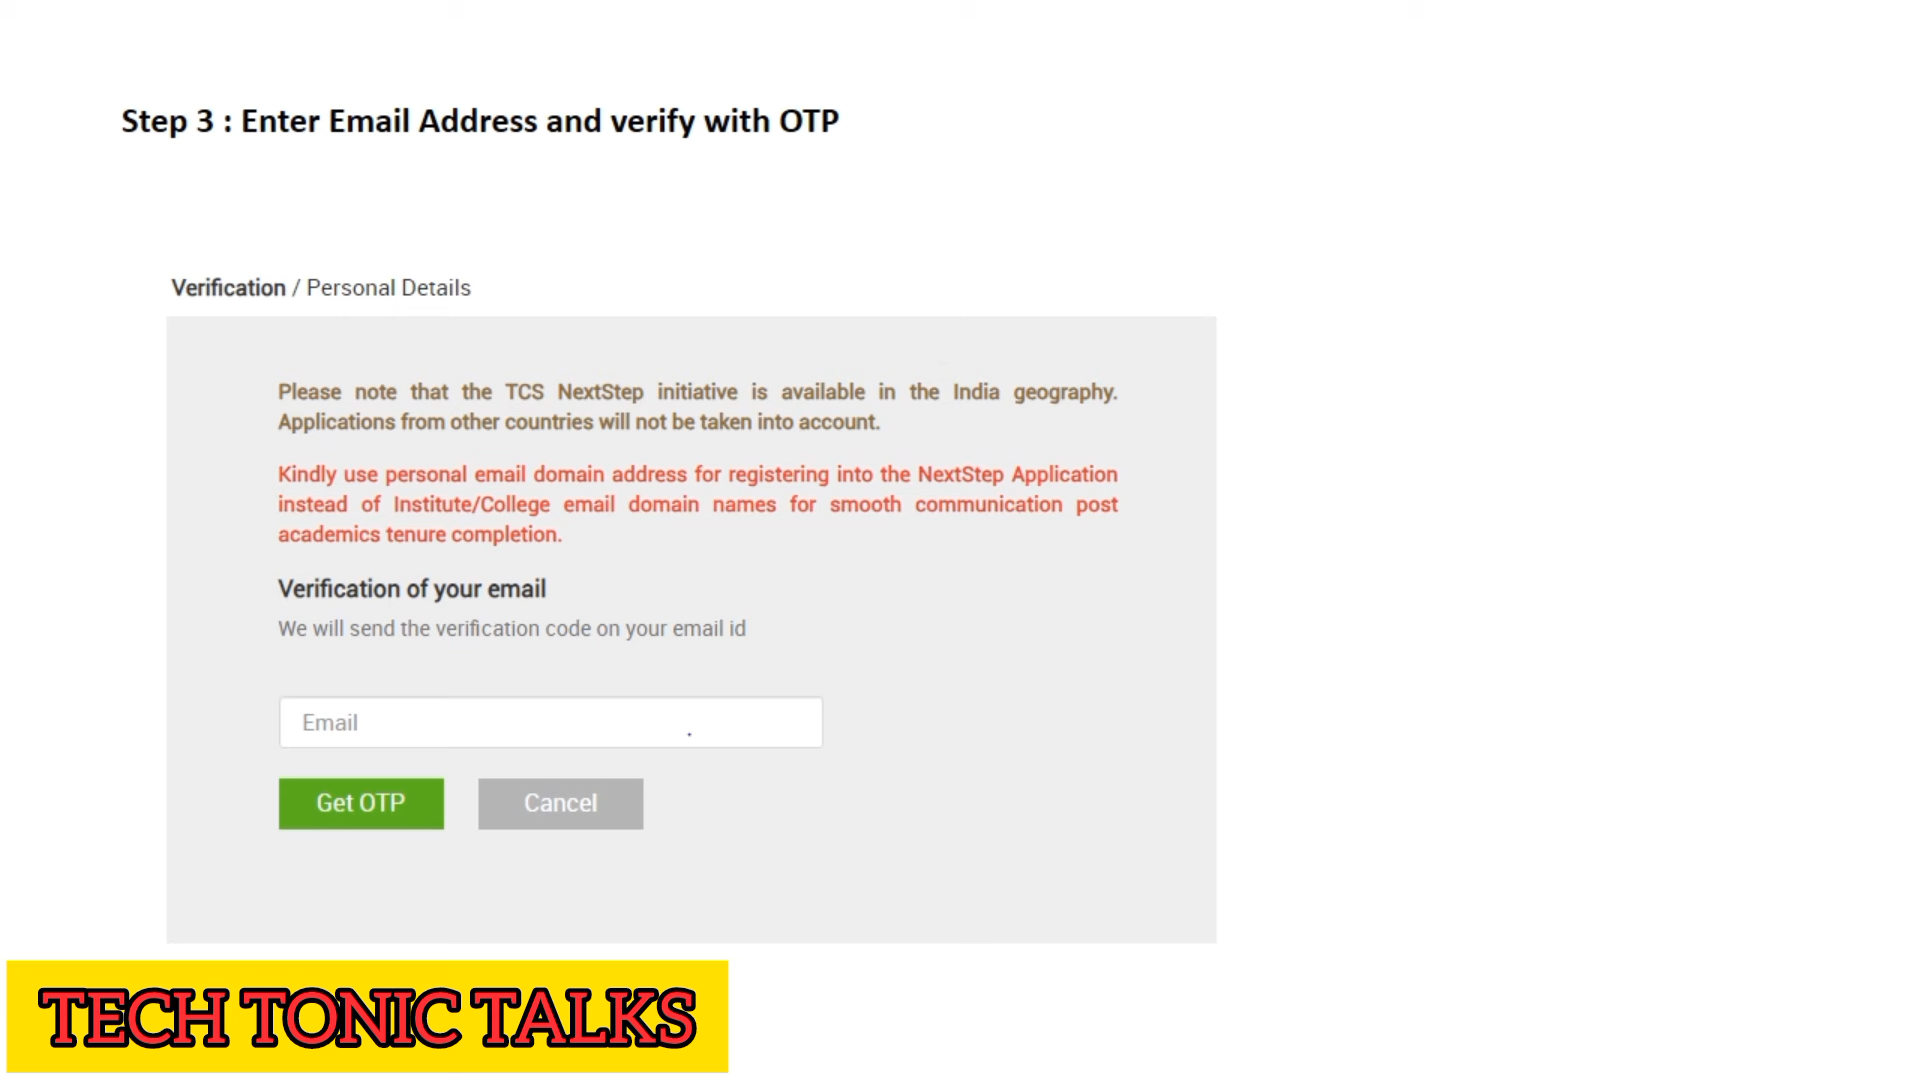 Step 3 : Enter Email Address and verify with OTP
Verification / Personal Details
Please note that the TCS NextStep initiative is available in the India geography.
Applications from other countries will not be taken into account.
Kindly use personal email domain address for registering into the NextStep Application
instead of Institute/College email domain names for smooth communication post
academics tenure completion.
Verification of your email
We will send the verification code on your email id
Email
Get OTP
Cancel
TECH TONIC TALKS